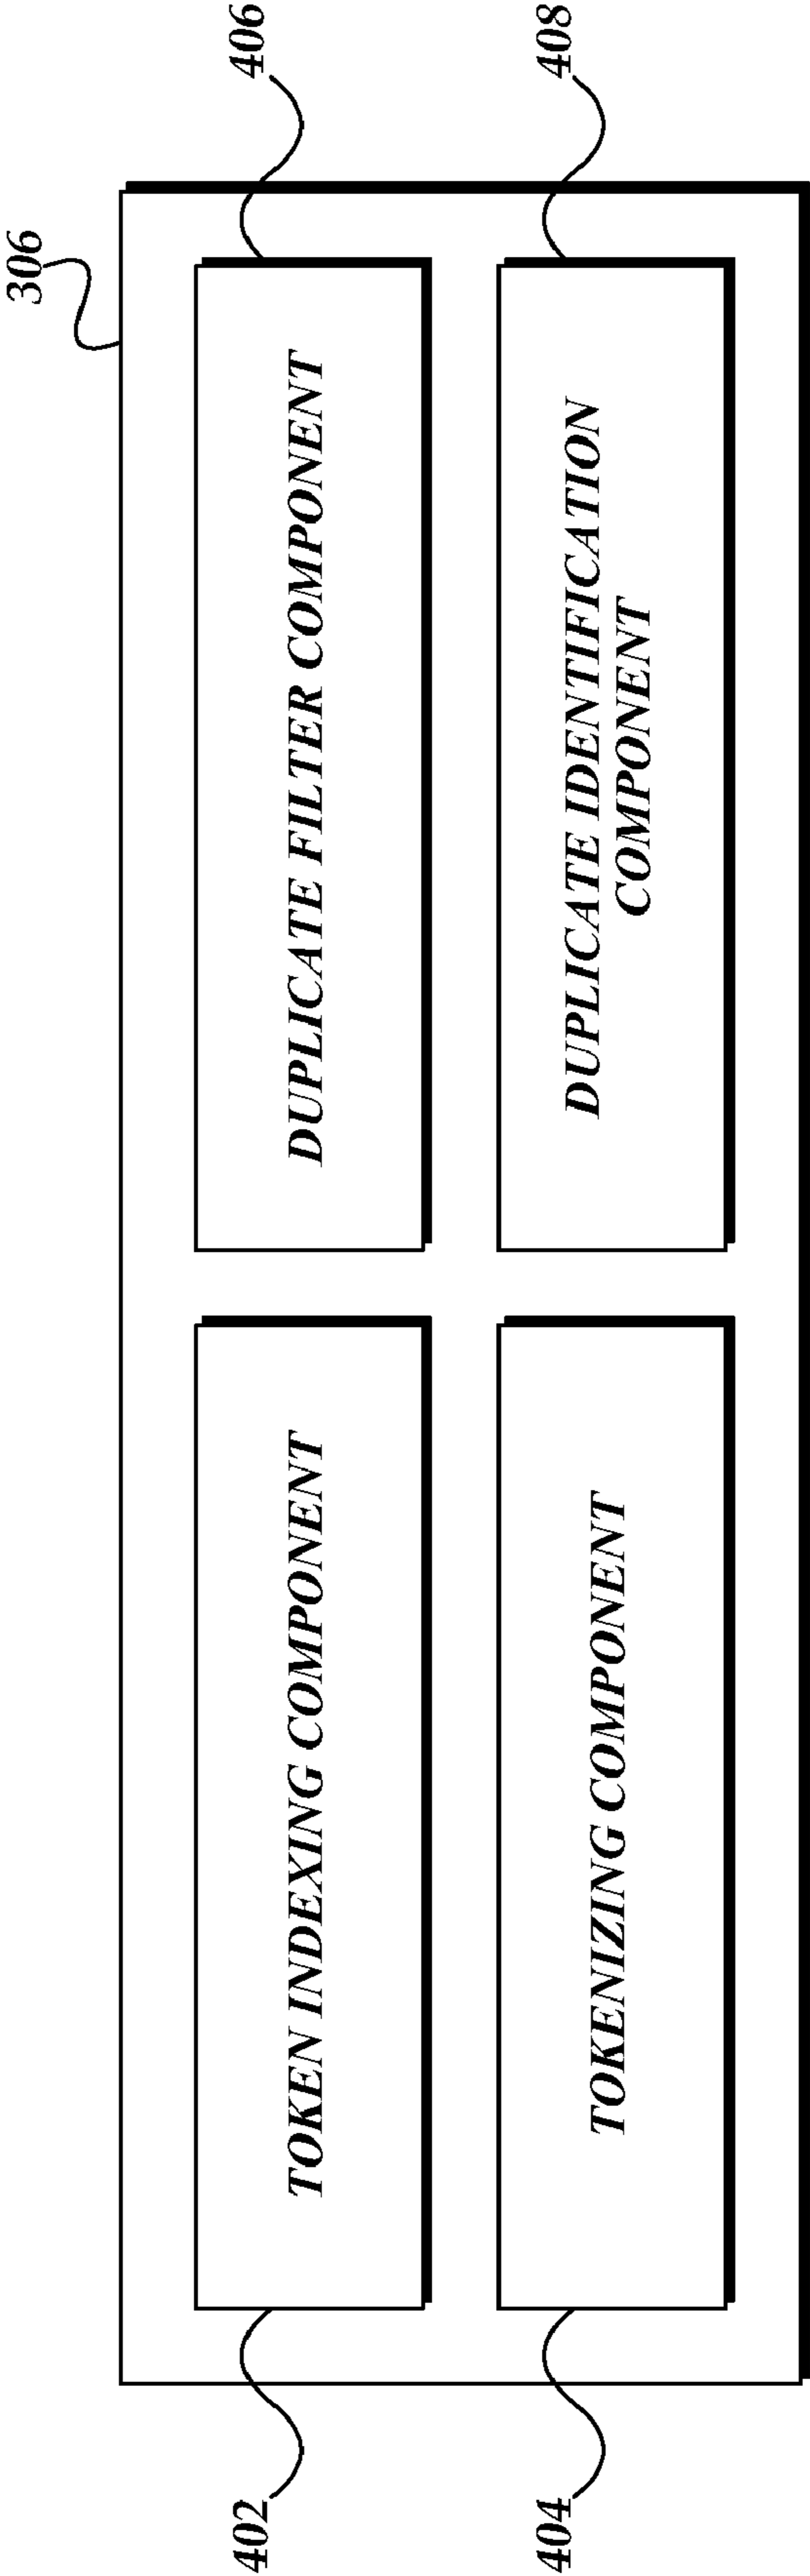 306
402
TOKEN INDEXING COMPONENT
DUPLICATE FILTER COMPONENT
406
404
TOKENIZING COMPONENT
DUPLICATE IDENTIFICATION
COMPONENT
408